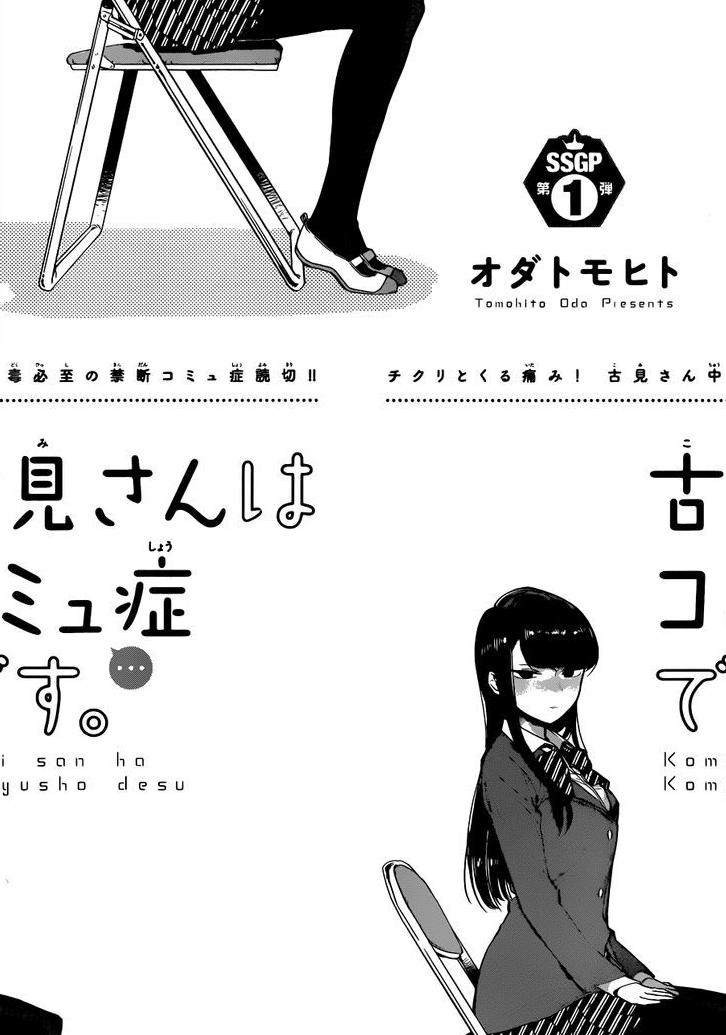 SSGP
第1弾
オダトモヒト
Tomohito Oda Presents
毒必至の禁断コミュ症読切!!
チクリとくる痛み! 古見さん中
見さんは
ミュ症
す。
…
i san ha
yusho desu
古
コ
で
Kom
Kom